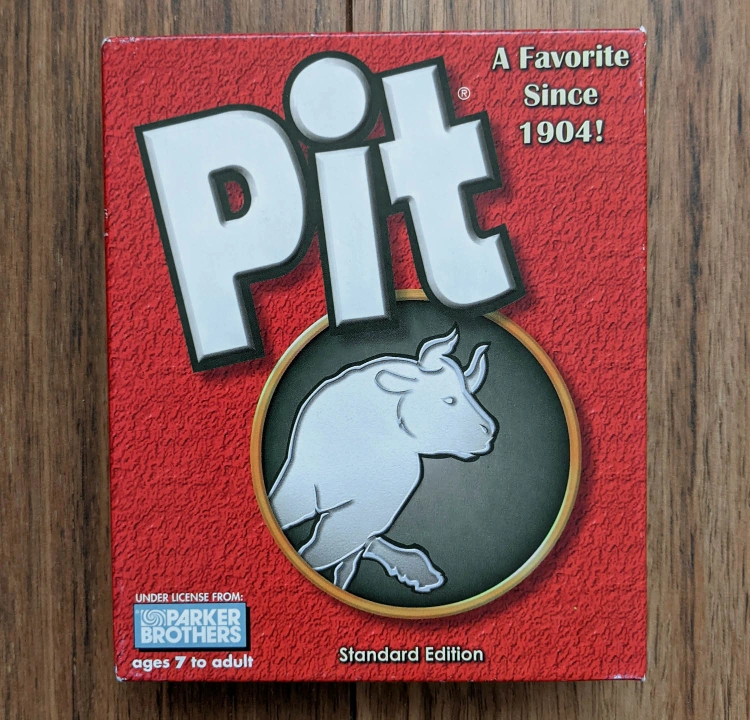 Pit®
A Favorite
Since
1904!
UNDER LICENSE FROM:
PARKER
BROTHERS
ages 7 to adult
Standard Edition